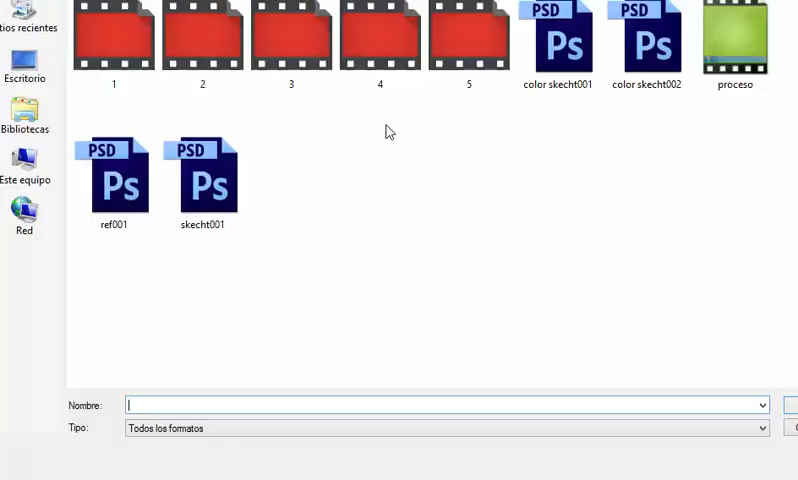 tios recientes
Escritorio
Bibliotecas
Este equipo
Red
1
2
3
4
5
PSD
Ps
color skecht001
PSD
Ps
color skecht002
proceso
PSD
Ps
ref001
PSD
Ps
skecht001
Nombre:
Tipo:
Todos los formatos